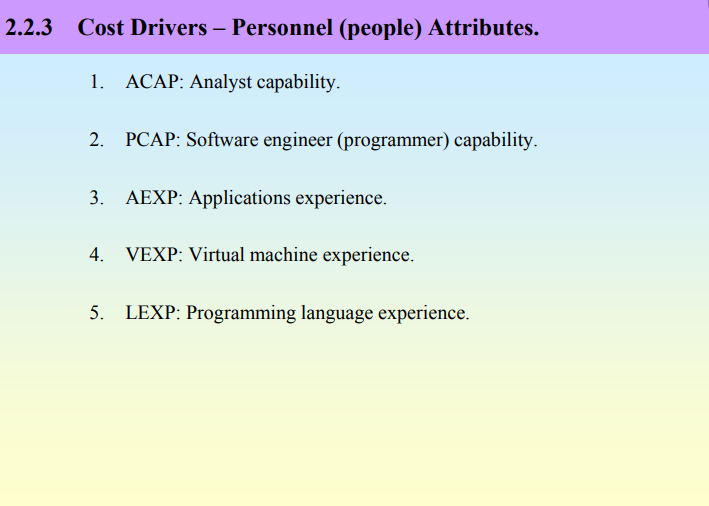 2.2.3 Cost Drivers – Personnel (people) Attributes.
1. ACAP: Analyst capability.
2. PCAP: Software engineer (programmer) capability.
3. AEXP: Applications experience.
4. VEXP: Virtual machine experience.
5. LEXP: Programming language experience.